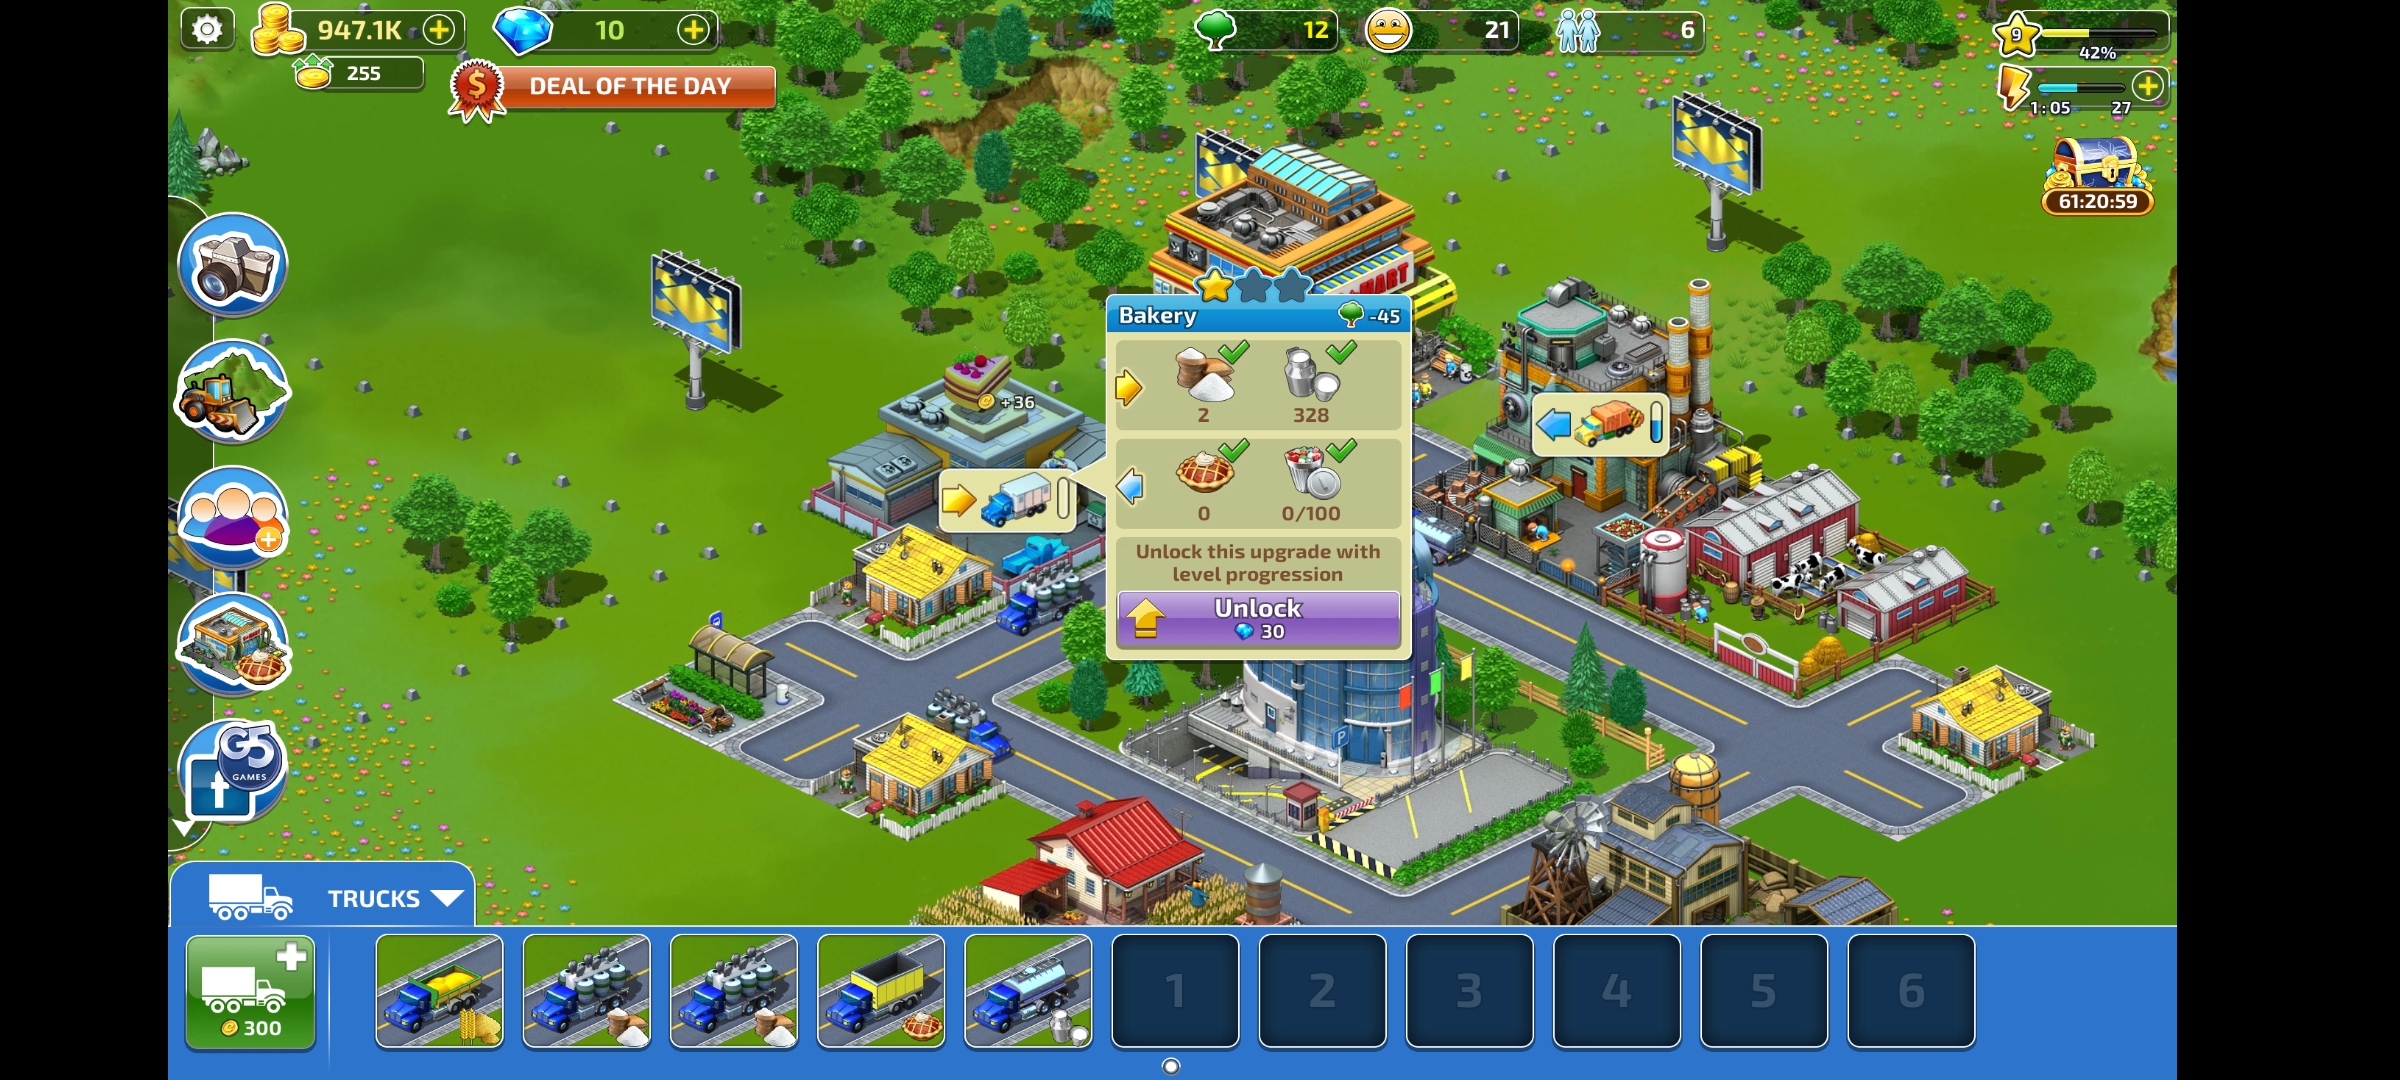 947.1K
10
12
21
6
9
42%
255
DEAL OF THE DAY
1:05
27
61:20:59
MART
Bakery
-45
+36
2
328
0
0/100
Unlock this upgrade with
level progression
Unlock
30
P
G5
GAMES
f
TRUCKS
300
1
2
3
4
5
6